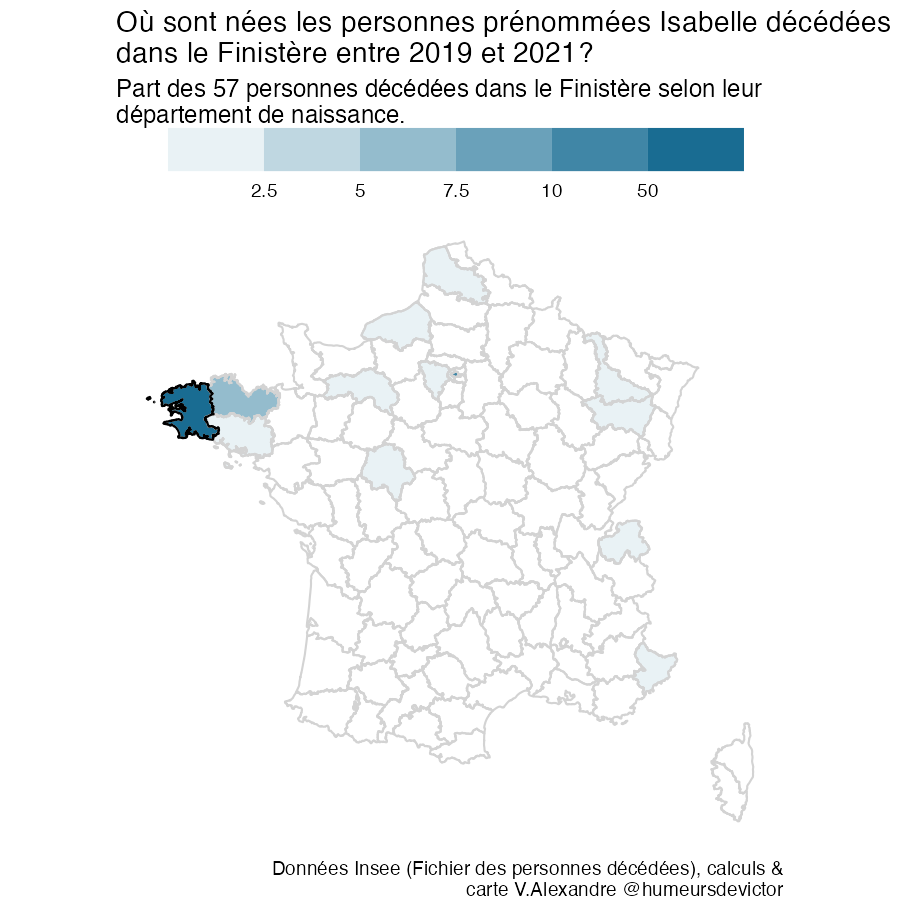 Où sont nées les personnes prénommées Isabelle décédées
dans le Finistère entre 2019 et 2021?
Part des 57 personnes décédées dans le Finistère selon leur
département de naissance.
2.5 5 7.5 10 50
Données Insee (Fichier des personnes décédées), calculs &
carte V.Alexandre @humeursdevictor